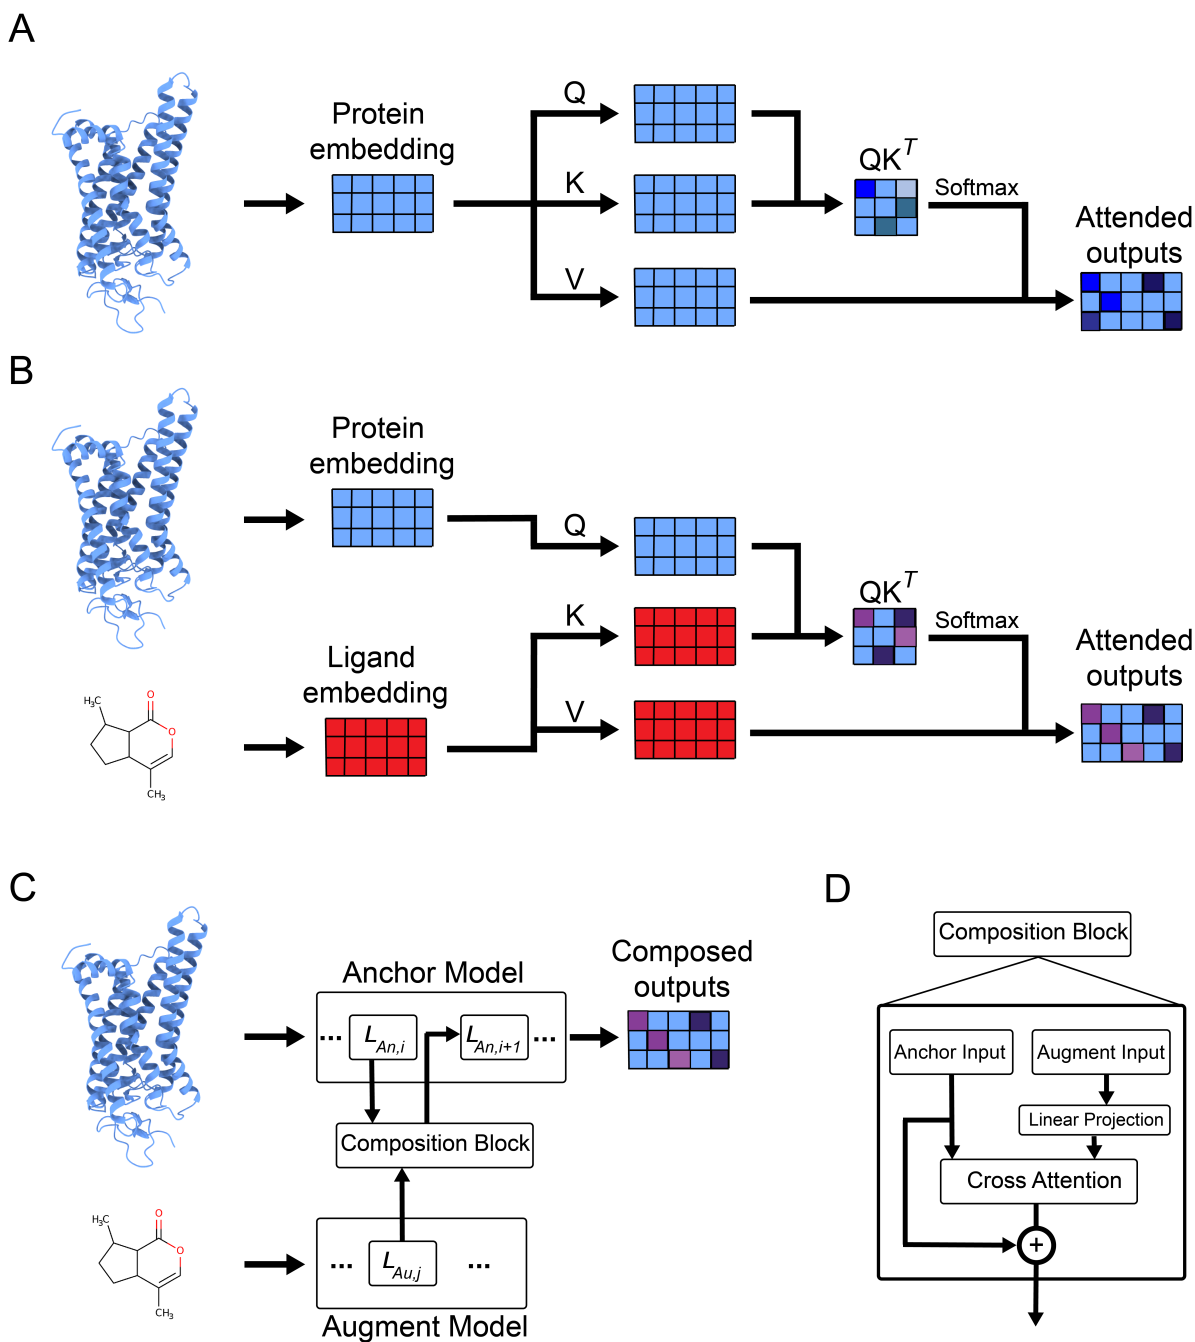 A
Protein
embedding
Q
K
V
QK^T
Softmax
Attended
outputs
B
Protein
embedding
Q
Ligand
embedding
K
V
QK^T
Softmax
Attended
outputs
H₃C
O
O
CH₃
C
Anchor Model
... L_An,i L_An,i+1 ...
Composed
outputs
Composition Block
... L_Au,j ...
Augment Model
H₃C
O
O
CH₃
D
Composition Block
Anchor Input
Augment Input
Linear Projection
Cross Attention
+